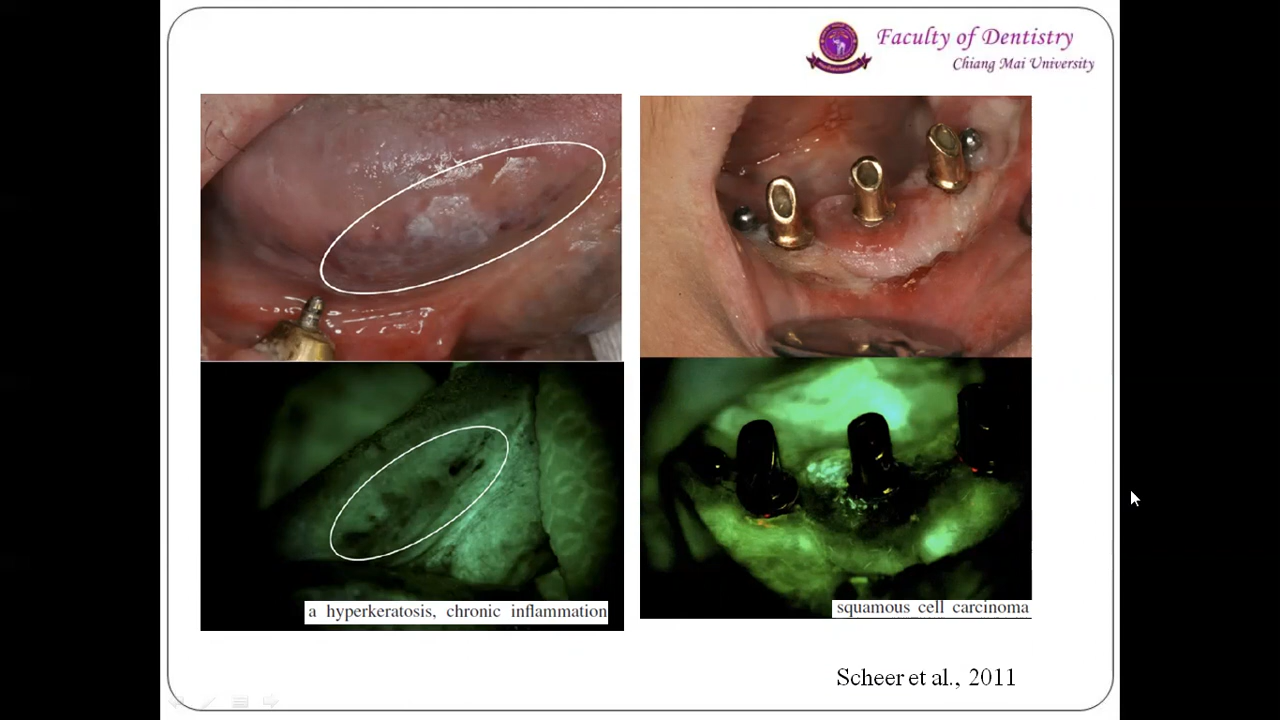 Faculty of Dentistry
Chiang Mai University
a hyperkeratosis, chronic inflammation
squamous cell carcinoma
Scheer et al., 2011